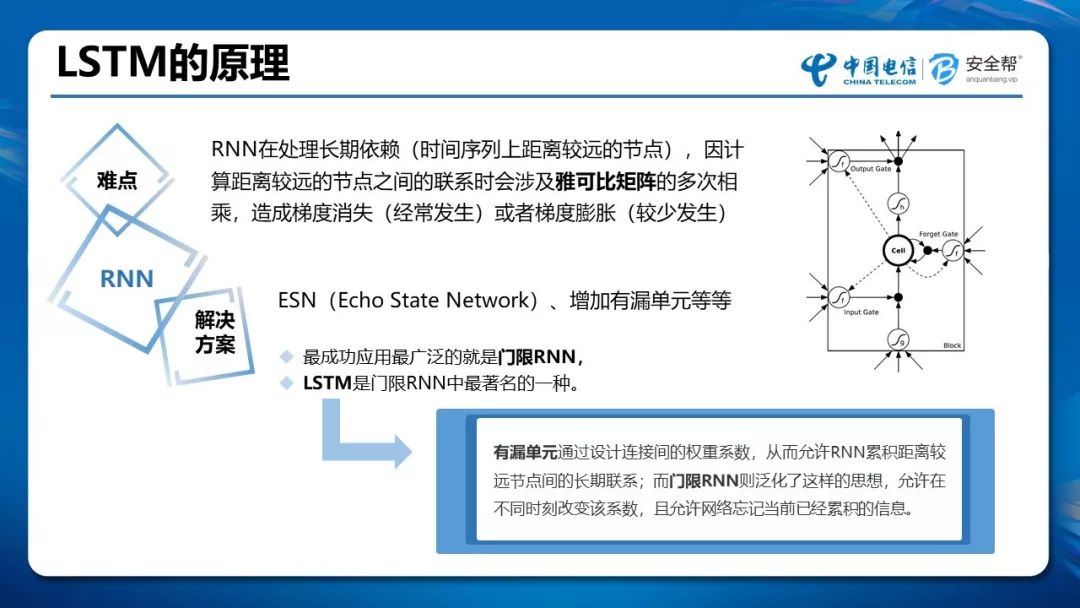 LSTM的原理
中国电信
CHINA TELECOM
安全帮®
anquanbang.vip
难点
RNN在处理长期依赖（时间序列上距离较远的节点），因计
算距离较远的节点之间的联系时会涉及雅可比矩阵的多次相
乘，造成梯度消失（经常发生）或者梯度膨胀（较少发生）
RNN
解决
方案
ESN（Echo State Network）、增加有漏单元等等
最成功应用最广泛的就是门限RNN，
LSTM是门限RNN中最著名的一种。
有漏单元通过设计连接间的权重系数，从而允许RNN累积距离较
远节点间的长期联系；而门限RNN则泛化了这样的思想，允许在
不同时刻改变该系数，且允许网络忘记当前已经累积的信息。
f
Output Gate
h
Forget Gate
Cell
f
f
Input Gate
g
Block